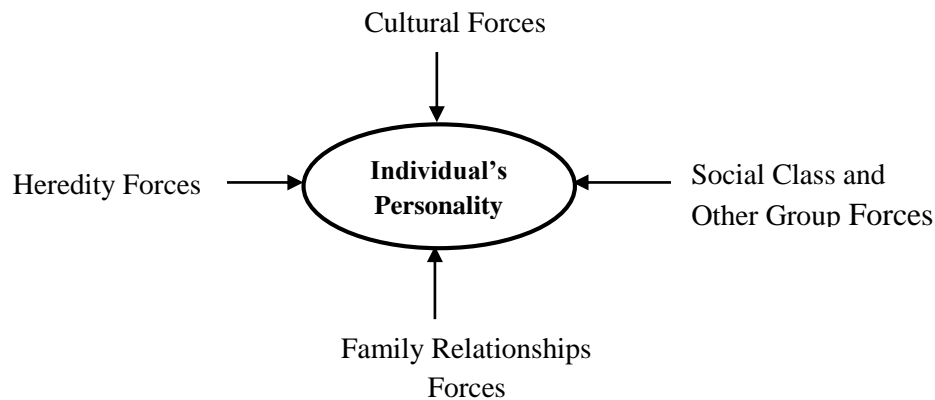 Cultural Forces
Individual's
Personality
Heredity Forces
Social Class and
Other Group Forces
Family Relationships
Forces